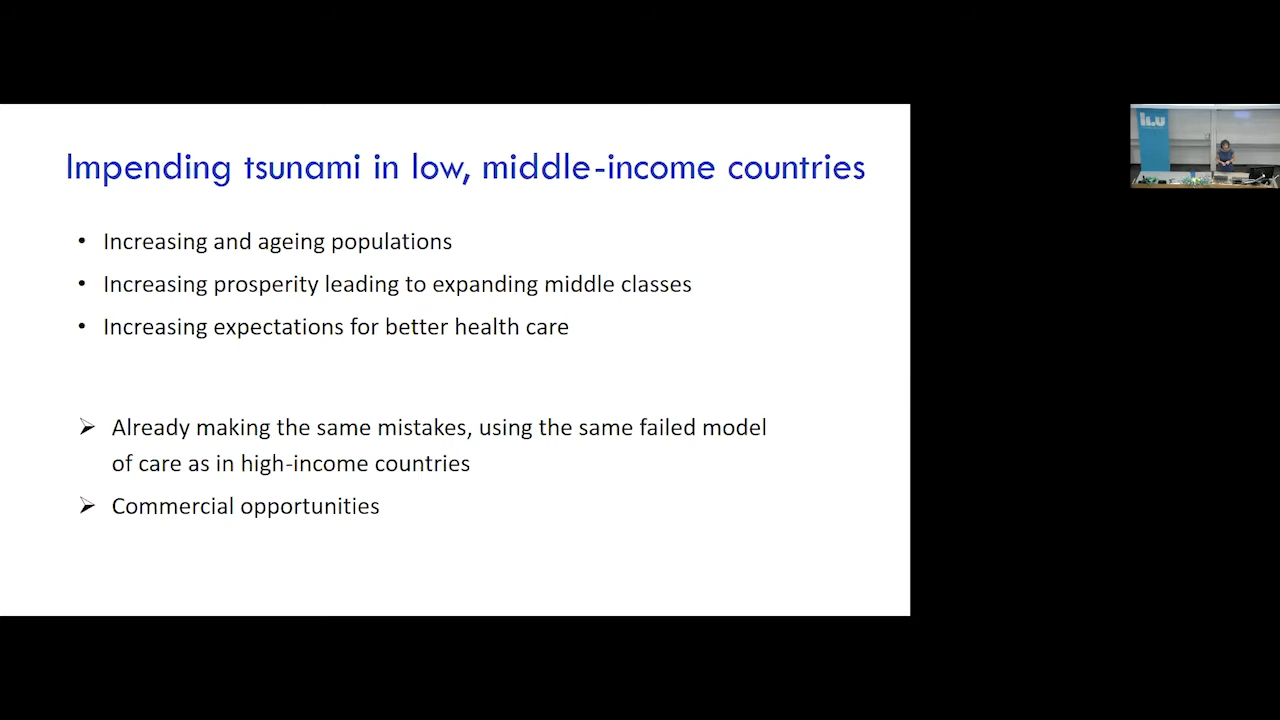 Impending tsunami in low, middle-income countries
• Increasing and ageing populations
• Increasing prosperity leading to expanding middle classes
• Increasing expectations for better health care
➢ Already making the same mistakes, using the same failed model
of care as in high-income countries
➢ Commercial opportunities